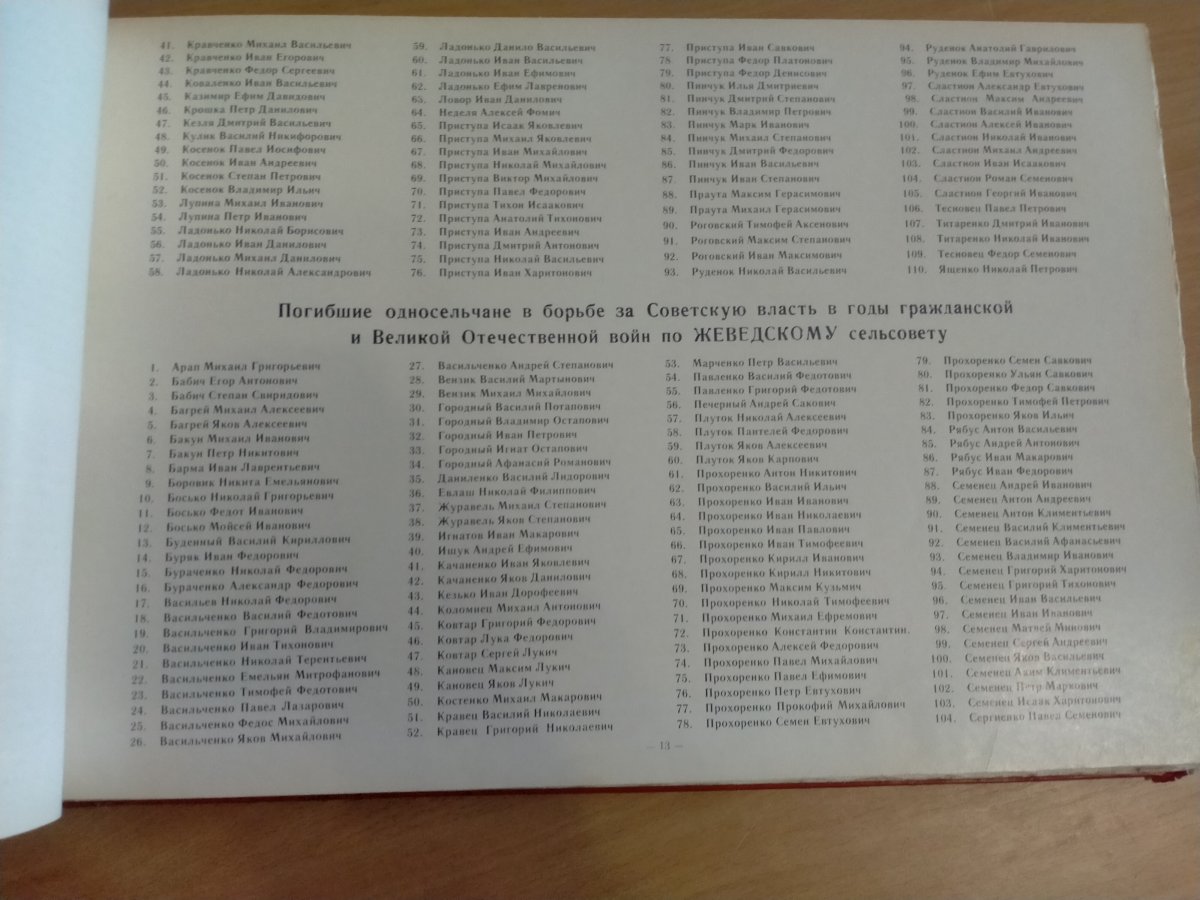 41. Кравченко Михаил Васильевич
42. Кравченко Иван Егорович
43. Кравченко Федор Сергеевич
44. Коваленко Иван Васильевич
45. Казимир Ефим Давидович
46. Крошка Петр Данилович
47. Кезля Дмитрий Васильевич
48. Кулик Василий Никифорович
49. Косенок Павел Иосифович
50. Косенок Иван Андреевич
51. Косенок Степан Петрович
52. Косенок Владимир Ильич
53. Лупина Михаил Иванович
54. Лупина Петр Иванович
55. Ладонько Николай Борисович
56. Ладонько Иван Данилович
57. Ладонько Михаил Данилович
58. Ладонько Николай Александрович
59. Ладонько Данило Васильевич
60. Ладонько Иван Васильевич
61. Ладонько Иван Ефимович
62. Ладонько Ефим Лавренович
63. Ловор Иван Данилович
64. Неделя Алексей Фомич
65. Приступа Исаак Яковлевич
66. Приступа Михаил Яковлевич
67. Приступа Иван Михайлович
68. Приступа Николай Михайлович
69. Приступа Виктор Михайлович
70. Приступа Павел Федорович
71. Приступа Тихон Исаакович
72. Приступа Анатолий Тихонович
73. Приступа Иван Андреевич
74. Приступа Дмитрий Антонович
75. Приступа Николай Васильевич
76. Приступа Иван Харитонович
77. Приступа Иван Савкович
78. Приступа Федор Платонович
79. Приступа Федор Денисович
80. Пинчук Илья Дмитриевич
81. Пинчук Дмитрий Степанович
82. Пинчук Владимир Петрович
83. Пинчук Марк Иванович
84. Пинчук Михаил Степанович
85. Пинчук Дмитрий Федорович
86. Пинчук Иван Васильевич
87. Пинчук Иван Степанович
88. Праута Максим Герасимович
89. Праута Михаил Герасимович
90. Роговский Тимофей Аксенович
91. Роговский Максим Степанович
92. Роговский Иван Максимович
93. Руденок Николай Васильевич
94. Руденок Анатолий Гаврилович
95. Руденок Владимир Михайлович
96. Руденок Ефим Евтухович
97. Сластион Александр Евтухович
98. Сластион Максим Андреевич
99. Сластион Василий Иванович
100. Сластион Алексей Иванович
101. Сластион Николай Иванович
102. Сластион Михаил Андреевич
103. Сластион Иван Исаакович
104. Сластион Роман Семенович
105. Сластион Георгий Иванович
106. Тесновец Павел Петрович
107. Титаренко Дмитрий Иванович
108. Титаренко Николай Иванович
109. Тесновец Федор Семенович
110. Ященко Николай Петрович
Погибшие односельчане в борьбе за Советскую власть в годы гражданской
и Великой Отечественной войн по ЖЕВЕДСКОМУ сельсовету
1. Арап Михаил Григорьевич
2. Бабич Егор Антонович
3. Бабич Степан Свиридович
4. Багрей Михаил Алексеевич
5. Багрей Яков Алексеевич
6. Бакун Михаил Иванович
7. Бакун Петр Никитович
8. Барма Иван Лаврентьевич
9. Боровик Никита Емельянович
10. Босько Николай Григорьевич
11. Босько Федот Иванович
12. Босько Мойсей Иванович
13. Буденный Василий Кириллович
14. Буряк Иван Федорович
15. Бураченко Николай Федорович
16. Бураченко Александр Федорович
17. Васильев Николай Федорович
18. Васильченко Василий Федотович
19. Васильченко Григорий Владимирович
20. Васильченко Иван Тихонович
21. Васильченко Николай Терентьевич
22. Васильченко Емельян Митрофанович
23. Васильченко Тимофей Федотович
24. Васильченко Павел Лазарович
25. Васильченко Федос Михайлович
26. Васильченко Яков Михайлович
27. Васильченко Андрей Степанович
28. Вензик Василий Мартынович
29. Вензик Михаил Михайлович
30. Городный Василий Потапович
31. Городный Владимир Остапович
32. Городный Иван Петрович
33. Городный Игнат Остапович
34. Городный Афанасий Романович
35. Даниленко Василий Лидорович
36. Евлаш Николай Филиппович
37. Журавель Михаил Степанович
38. Журавель Яков Степанович
39. Игнатов Иван Макарович
40. Ищук Андрей Ефимович
41. Качаненко Иван Яковлевич
42. Качаненко Яков Данилович
43. Кезько Иван Дорофеевич
44. Коломиец Михаил Антонович
45. Ковтар Григорий Федорович
46. Ковтар Лука Федорович
47. Ковтар Сергей Лукич
48. Кановец Максим Лукич
49. Кановец Яков Лукич
50. Костенко Михаил Макарович
51. Кравец Василий Николаевич
52. Кравец Григорий Николаевич
53. Марченко Петр Васильевич
54. Павленко Василий Федотович
55. Павленко Григорий Федотович
56. Печерный Андрей Сакович
57. Плуток Николай Алексеевич
58. Плуток Пантелей Федорович
59. Плуток Яков Алексеевич
60. Плуток Яков Карпович
61. Прохоренко Антон Никитович
62. Прохоренко Василий Ильич
63. Прохоренко Иван Иванович
64. Прохоренко Иван Николаевич
65. Прохоренко Иван Павлович
66. Прохоренко Иван Тимофеевич
67. Прохоренко Кирилл Иванович
68. Прохоренко Кирилл Никитович
69. Прохоренко Максим Кузьмич
70. Прохоренко Николай Тимофеевич
71. Прохоренко Михаил Ефремович
72. Прохоренко Константин Константин.
73. Прохоренко Алексей Федорович
74. Прохоренко Павел Михайлович
75. Прохоренко Павел Ефимович
76. Прохоренко Петр Евтухович
77. Прохоренко Прокофий Михайлович
78. Прохоренко Семен Евтухович
79. Прохоренко Семен Савкович
80. Прохоренко Ульян Савкович
81. Прохоренко Федор Савкович
82. Прохоренко Тимофей Петрович
83. Прохоренко Яков Ильич
84. Рябус Антон Васильевич
85. Рябус Андрей Антонович
86. Рябус Иван Макарович
87. Рябус Иван Федорович
88. Семенец Андрей Иванович
89. Семенец Антон Андреевич
90. Семенец Антон Климентьевич
91. Семенец Василий Климентьевич
92. Семенец Василий Афанасьевич
93. Семенец Владимир Иванович
94. Семенец Григорий Харитонович
95. Семенец Григорий Тихонович
96. Семенец Иван Васильевич
97. Семенец Иван Иванович
98. Семенец Матвей Минович
99. Семенец Сергей Андреевич
100. Семенец Яков Васильевич
101. Семенец Аким Климентьевич
102. Семенец Петр Маркович
103. Семенец Исаак Харитонович
104. Сергиенко Павел Семенович
— 13 —